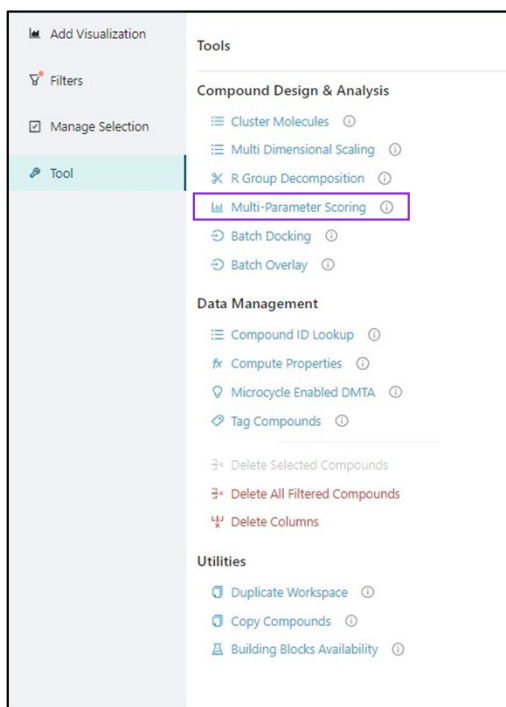 Add Visualization
Filters
Manage Selection
Tool
Tools
Compound Design & Analysis
Cluster Molecules
Multi Dimensional Scaling
R Group Decomposition
Multi-Parameter Scoring
Batch Docking
Batch Overlay
Data Management
Compound ID Lookup
fx Compute Properties
Microcycle Enabled DMTA
Tag Compounds
Delete Selected Compounds
Delete All Filtered Compounds
Delete Columns
Utilities
Duplicate Workspace
Copy Compounds
Building Blocks Availability